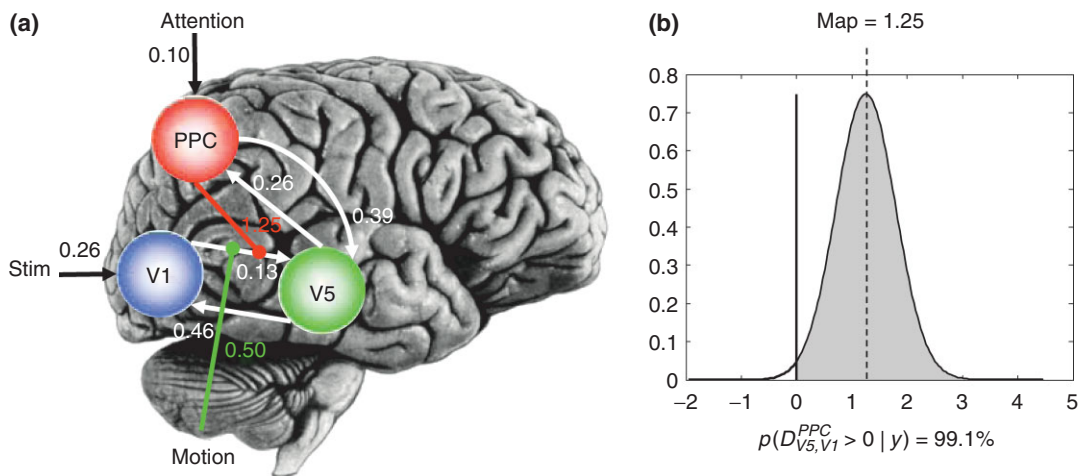 (a)
Attention
0.10
PPC
0.26
1.25
0.39
0.26
Stim
V1
0.13
V5
0.46
0.50
Motion
(b)
Map = 1.25
0.8
0.7
0.6
0.5
0.4
0.3
0.2
0.1
0
−2 −1 0 1 2 3 4 5
p(D^{PPC}_{V5,V1} > 0 | y) = 99.1%